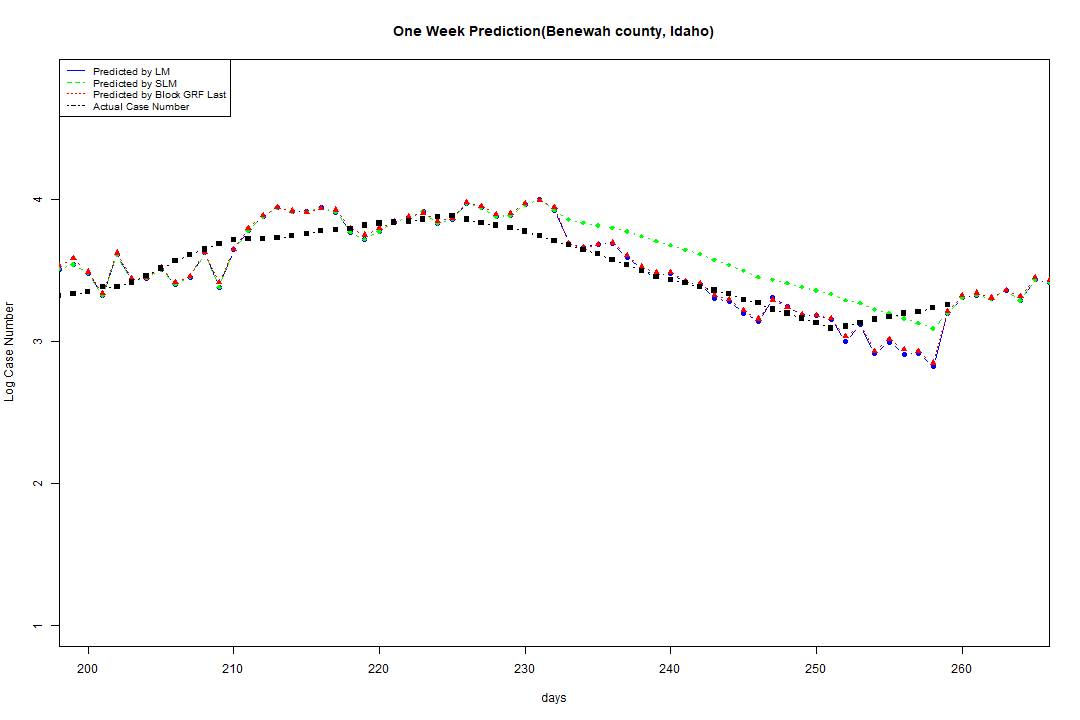 One Week Prediction(Benewah county, Idaho)
Predicted by LM
Predicted by SLM
Predicted by Block GRF Last
Actual Case Number
Log Case Number
4
3
2
1
200 210 220 230 240 250 260
days